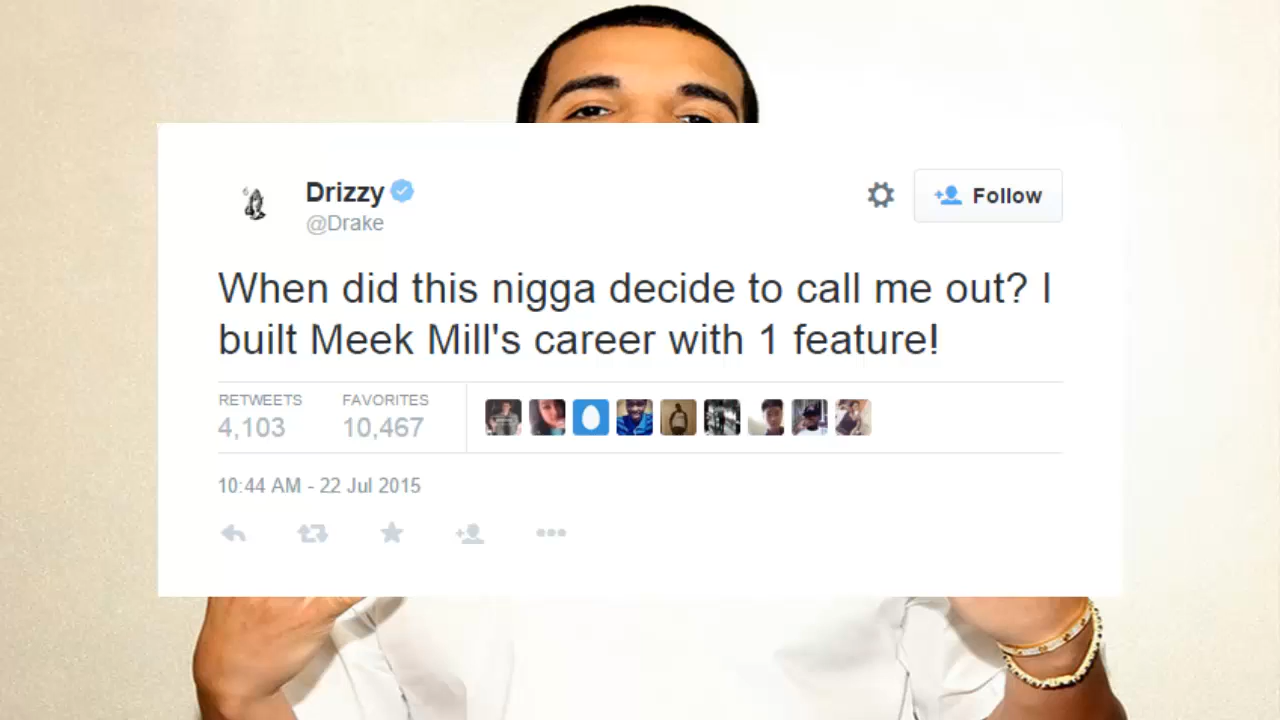 Drizzy
@Drake
Follow
When did this nigga decide to call me out? I
built Meek Mill's career with 1 feature!
RETWEETS FAVORITES
4,103 10,467
10:44 AM - 22 Jul 2015